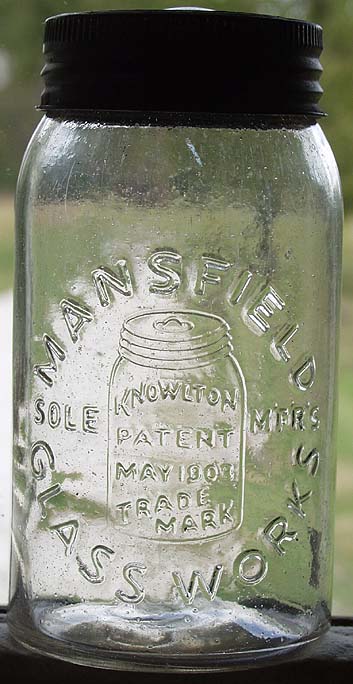 MANSFIELD
SOLE
KNOWLTON
PATENT
MAY 1903
TRADE
MARK
MFR'S
GLASS WORKS